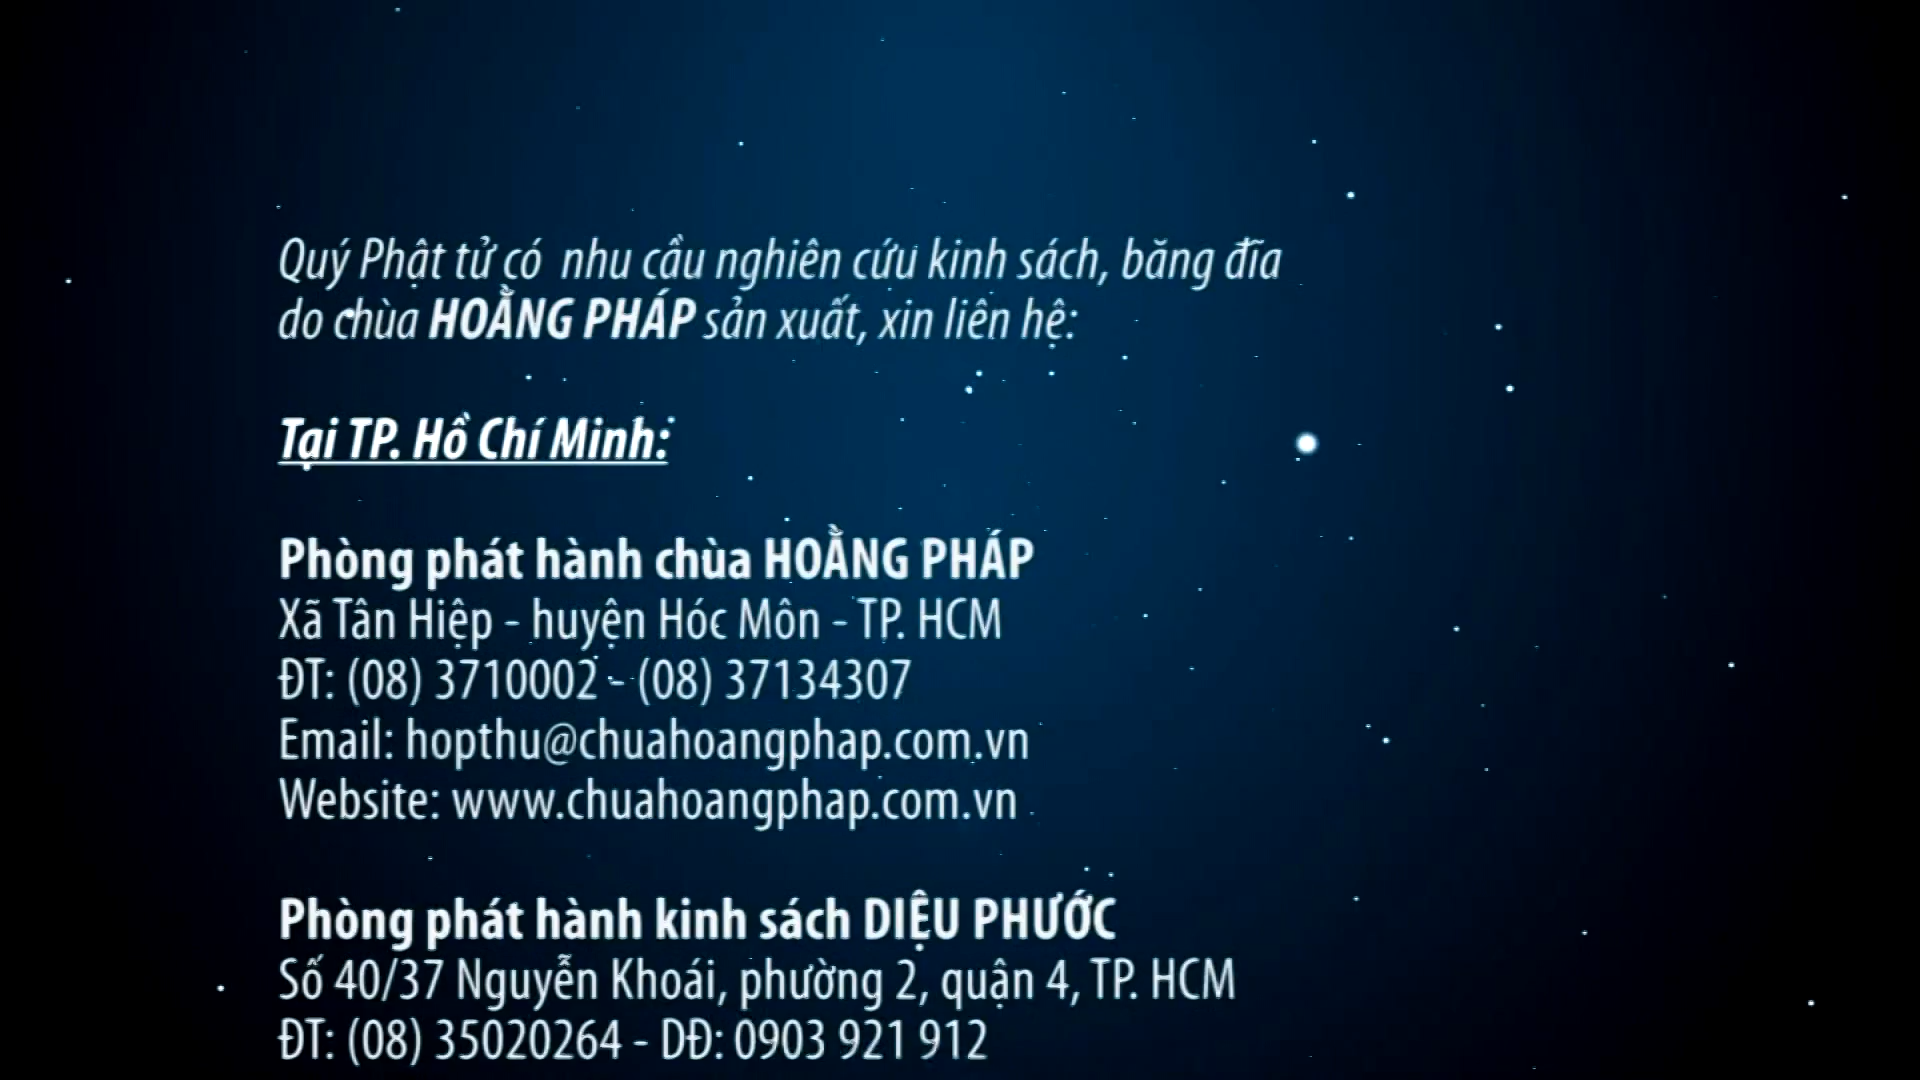 Quý Phật tử có nhu cầu nghiên cứu kinh sách, băng đĩa
do chùa HOẰNG PHÁP sản xuất, xin liên hệ:
Tại TP. Hồ Chí Minh:
Phòng phát hành chùa HOẰNG PHÁP
Xã Tân Hiệp - huyện Hóc Môn - TP. HCM
ĐT: (08) 3710002 - (08) 37134307
Email: hopthu@chuahoangphap.com.vn
Website: www.chuahoangphap.com.vn
Phòng phát hành kinh sách DIỆU PHƯỚC
Số 40/37 Nguyễn Khoái, phường 2, quận 4, TP. HCM
ĐT: (08) 35020264 - DĐ: 0903 921 912